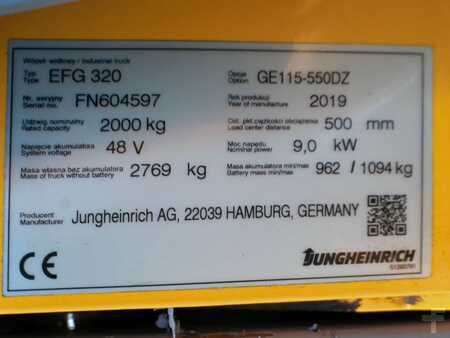 Wózek widłowy / Industrial truck
Typ EFG 320 Opcje GE115-550DZ
Type Option
Nr. seryjny FN604597 Rok produkcji 2019
Serial no. Year of manufacture
Udźwig nominalny 2000 kg Odl. pkt ciężkości obciążenia 500 mm
Rated capacity Load center distance
Napięcie akumulatora 48 V Moc napędu 9,0 kW
System voltage Nominal power
Masa własna bez akumulatora 2769 kg Masa akumulatora min/max 962 / 1094 kg
Mass of truck without battery Battery mass min/max
Producent Jungheinrich AG, 22039 HAMBURG, GERMANY
Manufacturer
CE JUNGHEINRICH